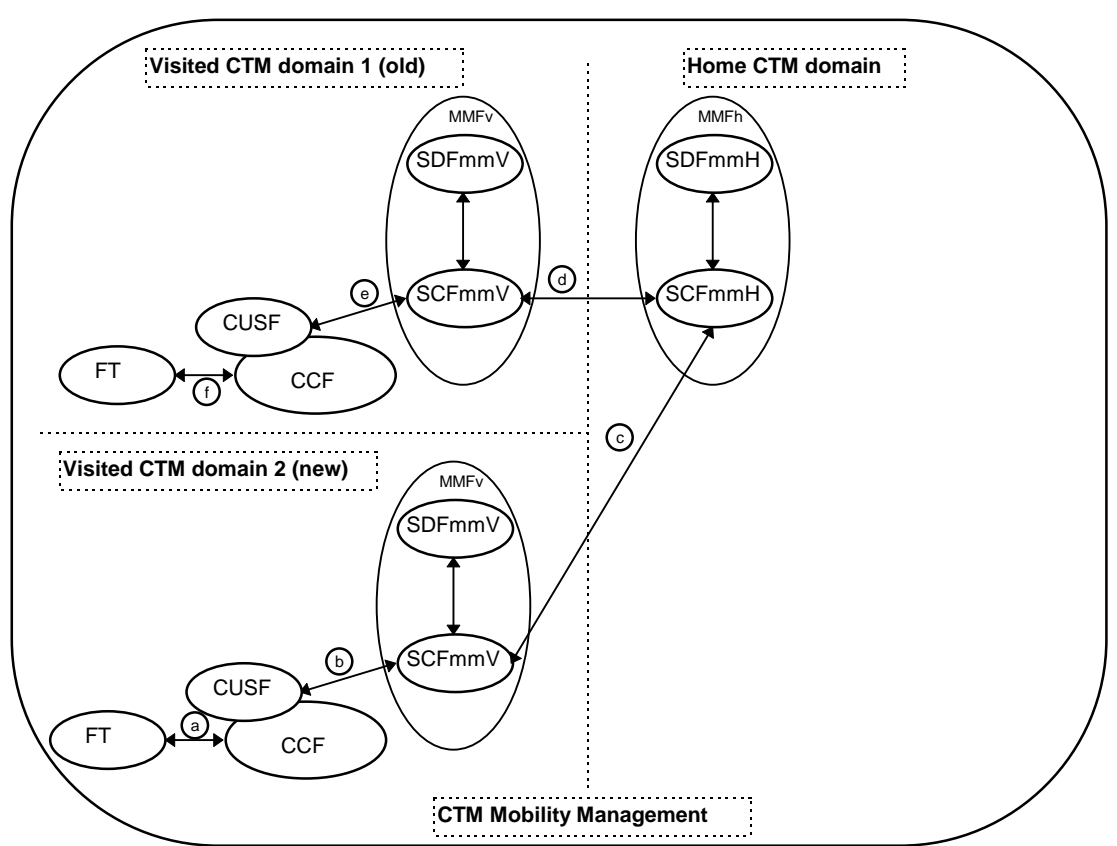 Visited CTM domain 1 (old)
Home CTM domain
MMFv
MMFh
SDFmmV
SDFmmH
d
e
SCFmmV
SCFmmH
CUSF
FT
CCF
f
c
Visited CTM domain 2 (new)
MMFv
SDFmmV
b
SCFmmV
CUSF
a
FT
CCF
CTM Mobility Management